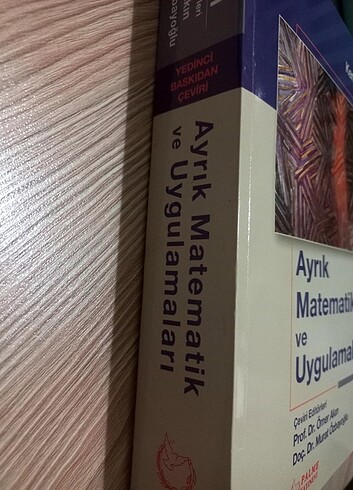 YEDİNCİ
BASKIDAN
ÇEVİRİ
Ayrık Matematik
ve Uygulamaları
Ayrık
Matematik
ve
Uygulamal
Çeviri Editörleri
Prof. Dr. Ömer Akın
Doç. Dr. Murat Özbayoğlu
PALME